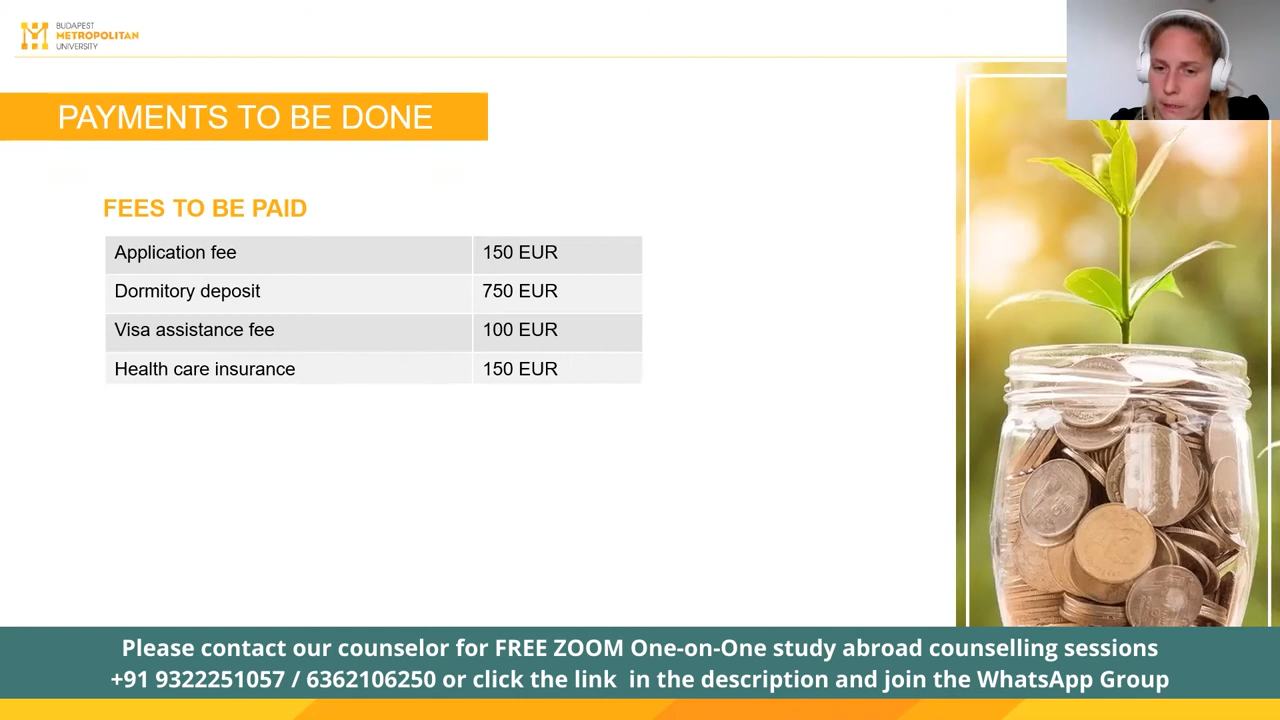 BUDAPEST
METROPOLITAN
UNIVERSITY
PAYMENTS TO BE DONE
FEES TO BE PAID
Application fee 150 EUR
Dormitory deposit 750 EUR
Visa assistance fee 100 EUR
Health care insurance 150 EUR
Please contact our counselor for FREE ZOOM One-on-One study abroad counselling sessions
+91 9322251057 / 6362106250 or click the link in the description and join the WhatsApp Group